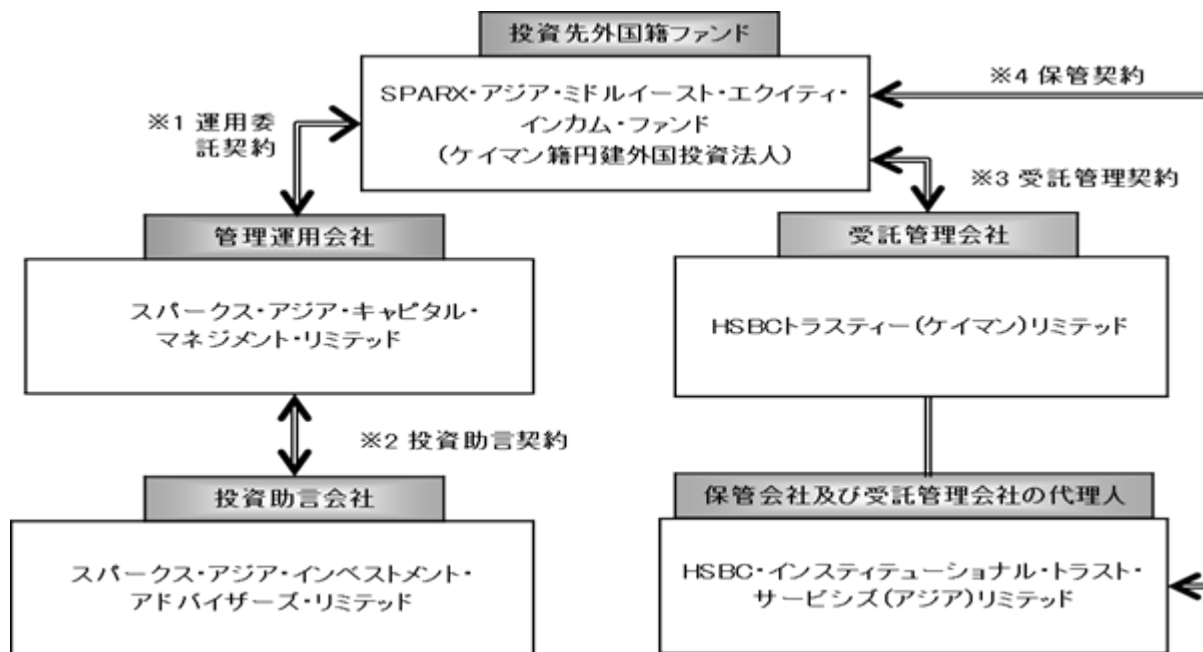 投資先外国籍ファンド
SPARX・アジア・ミドルイースト・エクイティ・
インカム・ファンド
(ケイマン籍円建外国投資法人)
※4 保管契約
※1 運用委
託契約
※3 受託管理契約
管理運用会社
スパークス・アジア・キャピタル・
マネジメント・リミテッド
受託管理会社
HSBCトラスティー(ケイマン)リミテッド
※2 投資助言契約
投資助言会社
スパークス・アジア・インベストメント・
アドバイザーズ・リミテッド
保管会社及び受託管理会社の代理人
HSBC・インスティテューショナル・トラスト・
サービシズ(アジア)リミテッド